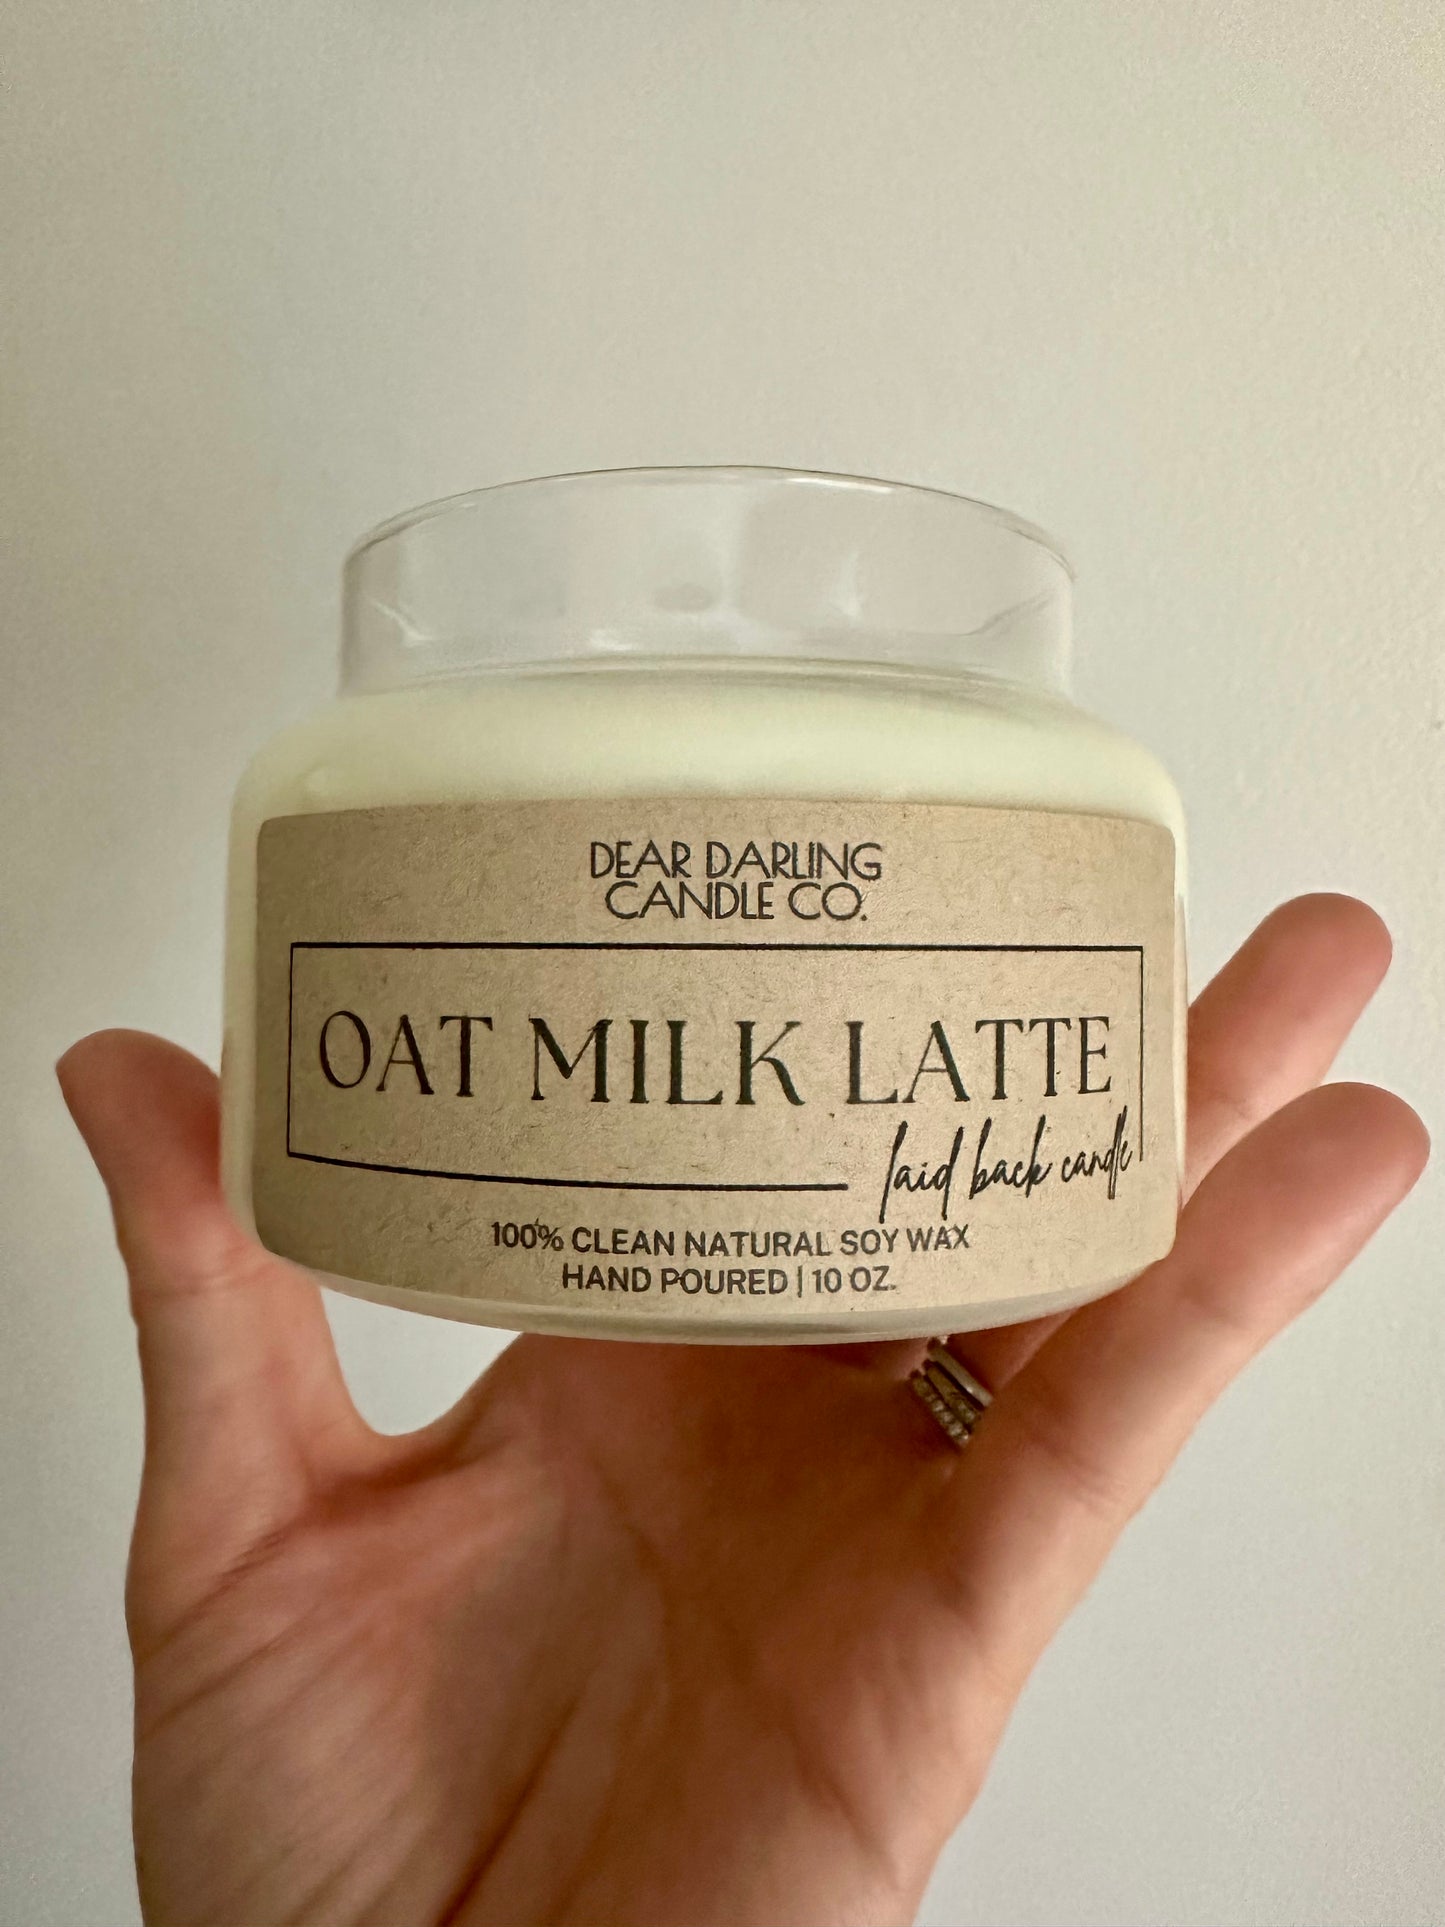 DEAR DARLING
CANDLE CO.
OAT MILK LATTE
laid back candle
100% CLEAN NATURAL SOY WAX
HAND POURED | 10 OZ.